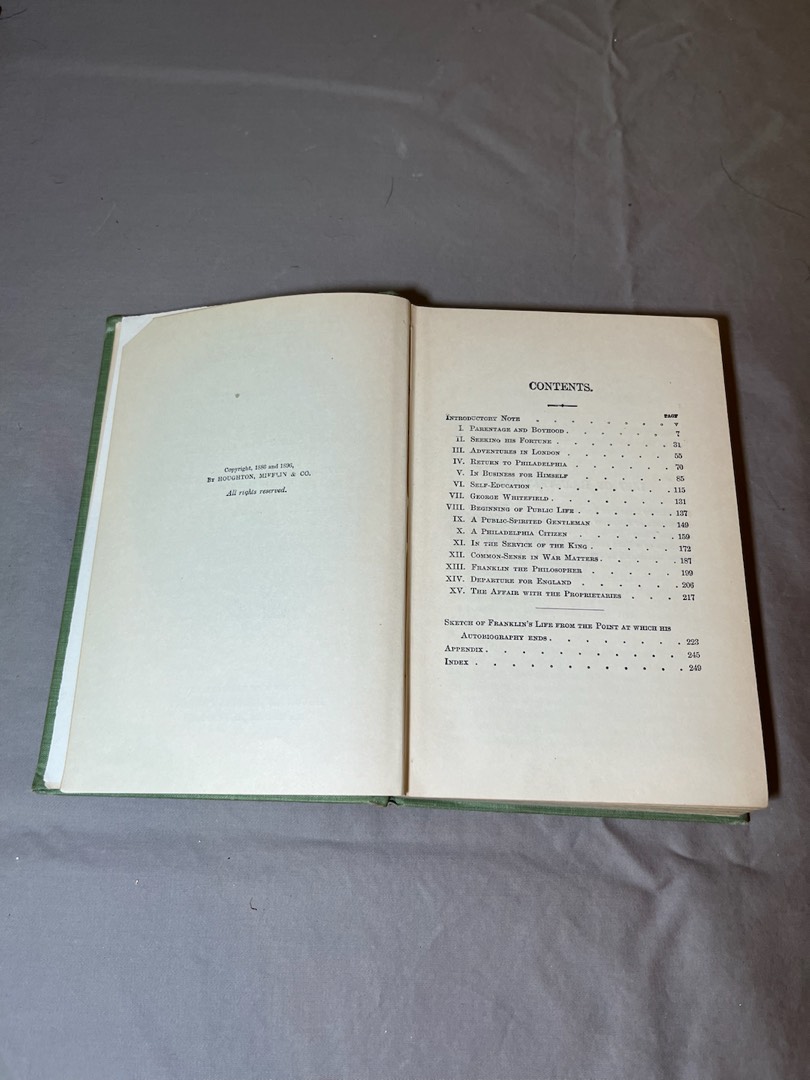 Copyright, 1886 and 1896,
By HOUGHTON, MIFFLIN & CO.
All rights reserved.
CONTENTS.
PAGE
Introductory Note . . . . . . . v
I. Parentage and Boyhood . . . . . . 7
II. Seeking his Fortune . . . . . . 31
III. Adventures in London . . . . . . 55
IV. Return to Philadelphia . . . . . . 70
V. In Business for Himself . . . . . . 85
VI. Self-Education . . . . . . . 115
VII. George Whitefield . . . . . . 131
VIII. Beginning of Public Life . . . . . 137
IX. A Public-Spirited Gentleman . . . . . 149
X. A Philadelphia Citizen . . . . . . 159
XI. In the Service of the King . . . . . 172
XII. Common-Sense in War Matters . . . . . 187
XIII. Franklin the Philosopher . . . . . 199
XIV. Departure for England . . . . . . 206
XV. The Affair with the Proprietaries . . . 217
Sketch of Franklin's Life from the Point at which his
Autobiography ends . . . . . . . 223
Appendix . . . . . . . . . . 245
Index . . . . . . . . . . . 249